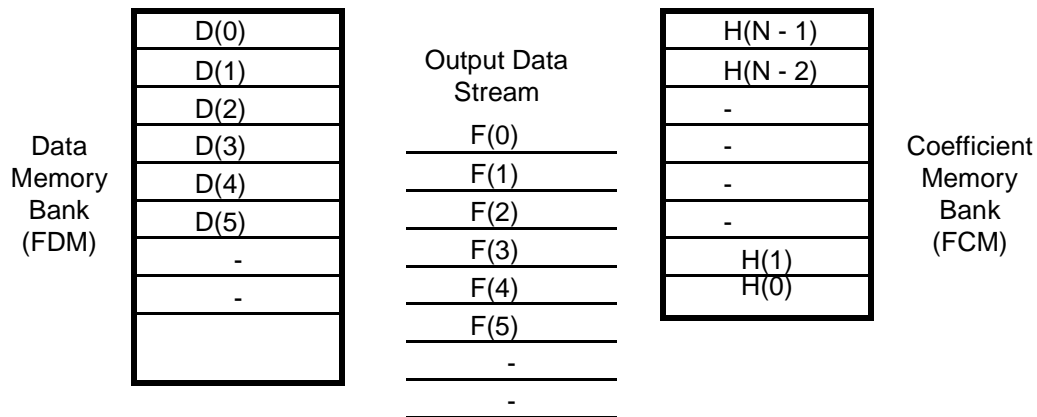 Data
Memory
Bank
(FDM)
D(0)
D(1)
D(2)
D(3)
D(4)
D(5)
-
-
Output Data
Stream
F(0)
F(1)
F(2)
F(3)
F(4)
F(5)
-
-
H(N - 1)
H(N - 2)
-
-
-
-
H(1)
H(0)
Coefficient
Memory
Bank
(FCM)